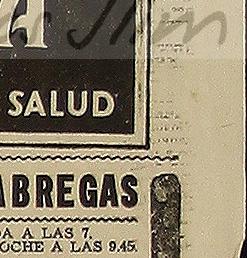 SALUD
ABREGAS
DA A LAS 7.
OCHE A LAS 9.45.